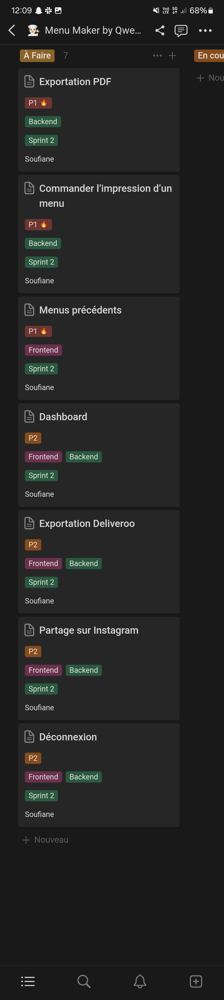 12:09 Vo)) LTE 5G 68%
Menu Maker by Qwe...
À Faire 7
En cou
Nou
Exportation PDF
P1 🔥
Backend
Sprint 2
Soufiane
Commander l’impression d’un
menu
P1 🔥
Backend
Sprint 2
Soufiane
Menus précédents
P1 🔥
Frontend
Sprint 2
Soufiane
Dashboard
P2
Frontend Backend
Sprint 2
Soufiane
Exportation Deliveroo
P2
Frontend Backend
Sprint 2
Soufiane
Partage sur Instagram
P2
Frontend Backend
Sprint 2
Soufiane
Déconnexion
P2
Frontend Backend
Sprint 2
Soufiane
Nouveau